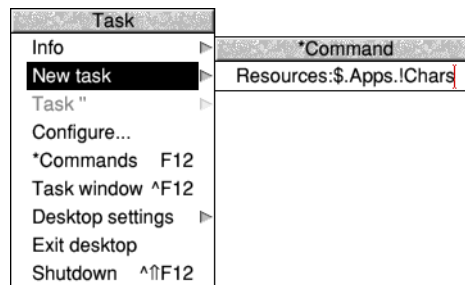 Task
Info
New task
Task ''
Configure...
*Commands F12
Task window ^F12
Desktop settings
Exit desktop
Shutdown ^⇑F12
*Command
Resources:$.Apps.!Chars